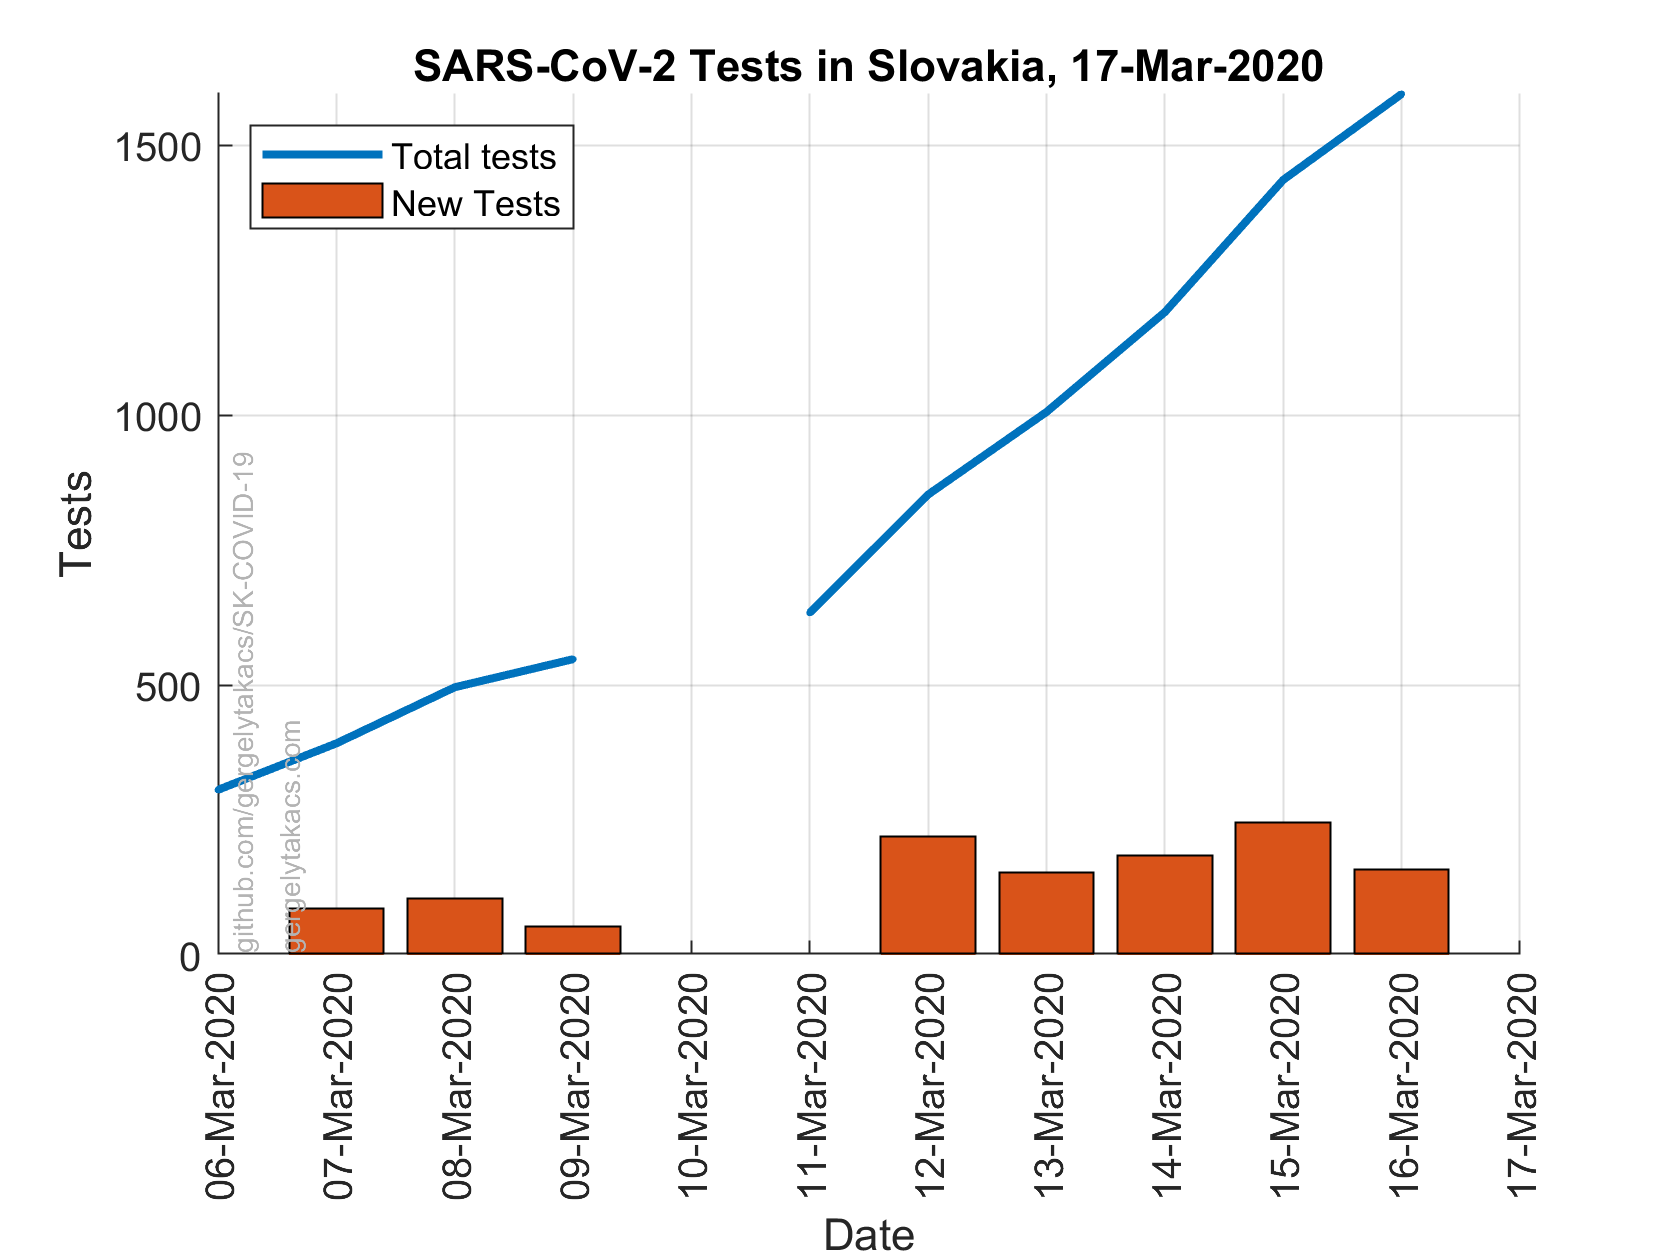 SARS-CoV-2 Tests in Slovakia, 17-Mar-2020
Total tests
New Tests
1500
1000
500
0
Tests
github.com/gergelytakacs/SK-COVID-19
gergelytakacs.com
06-Mar-2020
07-Mar-2020
08-Mar-2020
09-Mar-2020
10-Mar-2020
11-Mar-2020
12-Mar-2020
13-Mar-2020
14-Mar-2020
15-Mar-2020
16-Mar-2020
17-Mar-2020
Date